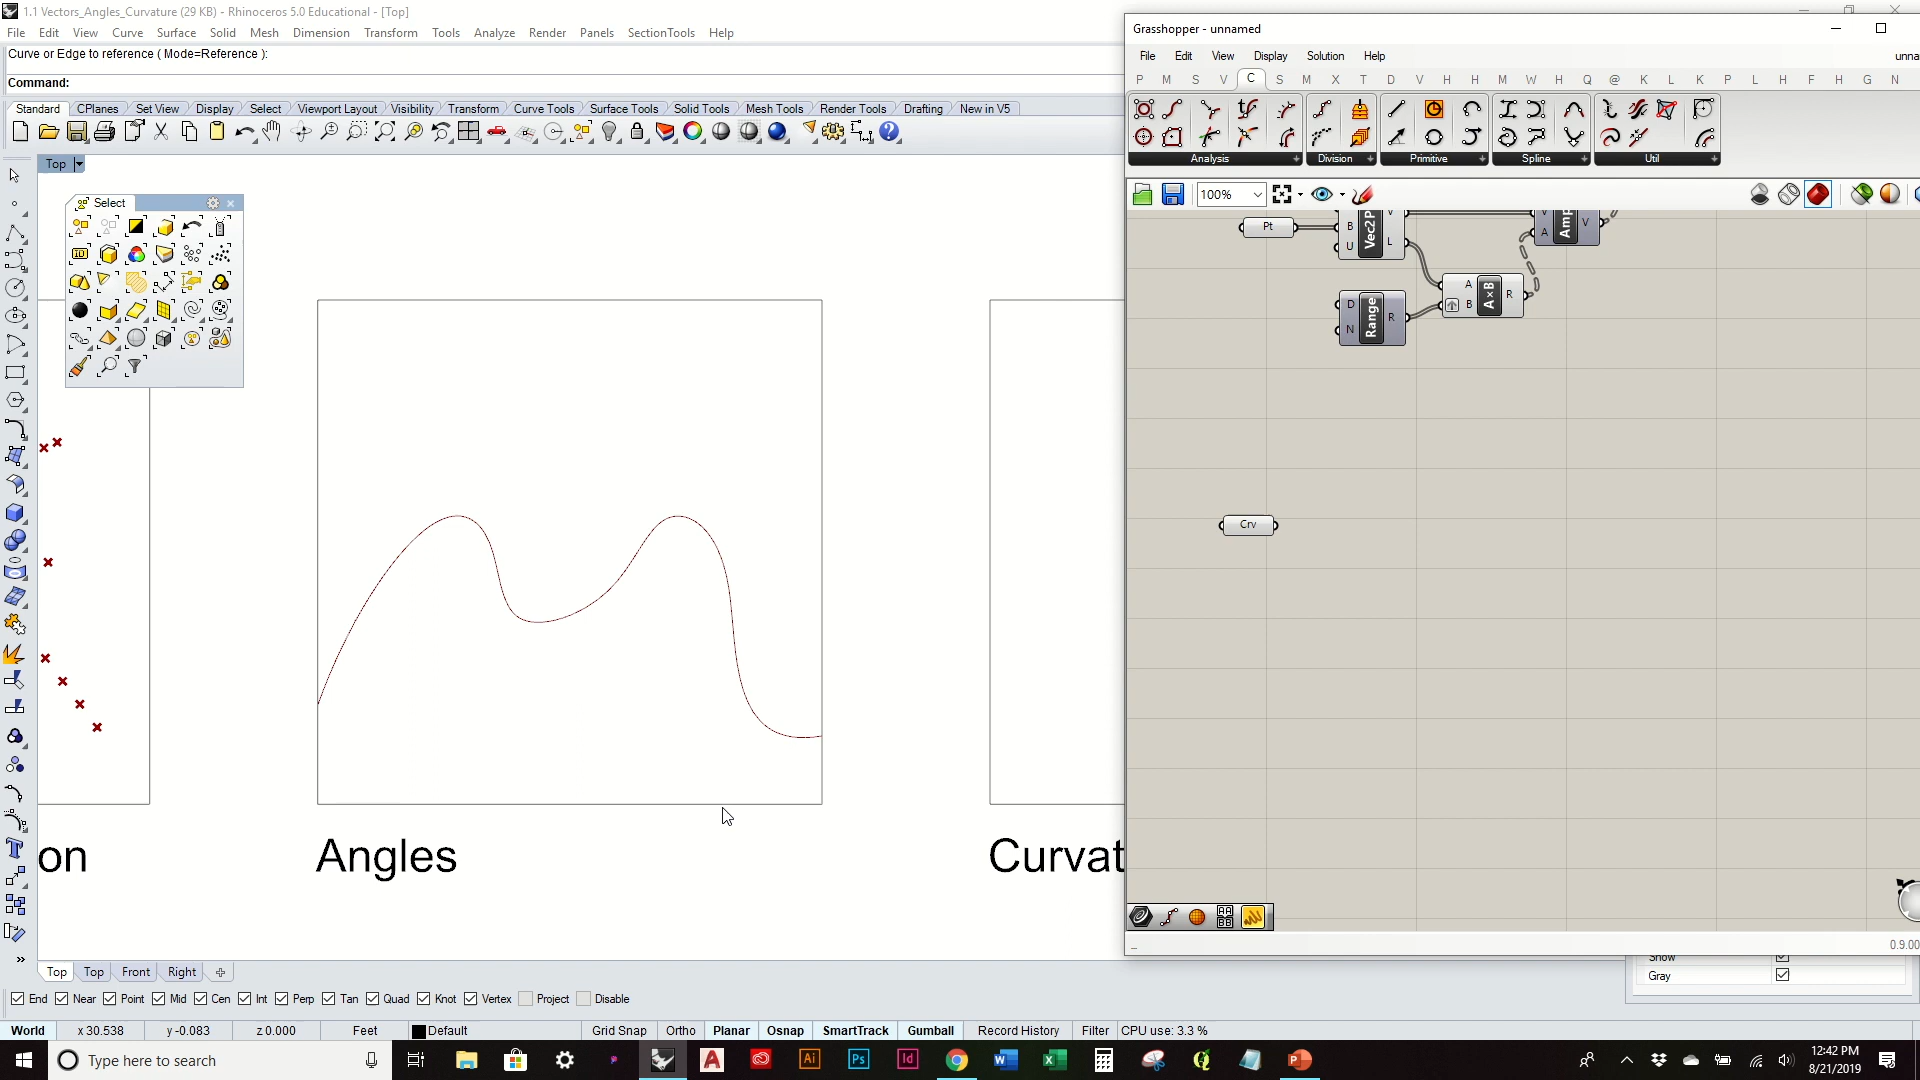 1.1 Vectors_Angles_Curvature (29 KB) - Rhinoceros 5.0 Educational - [Top]
File Edit View Curve Surface Solid Mesh Dimension Transform Tools Analyze Render Panels SectionTools Help
Curve or Edge to reference ( Mode=Reference ):
Command:
Standard CPlanes Set View Display Select Viewport Layout Visibility Transform Curve Tools Surface Tools Solid Tools Mesh Tools Render Tools Drafting New in V5
Top
Select
ID
on
Angles
Curvat
Grasshopper - unnamed
File Edit View Display Solution Help
unna
P M S V C S M X T D V H H M W H Q @ K L K P L H F H G N
Analysis Division Primitive Spline Util
100%
Pt
B
U
Vec2P
V
L
V
A
Amp
V
D
N
Range
R
A
B
A×B
R
Crv
0.9.00
Show
Gray
Top Top Front Right
End Near Point Mid Cen Int Perp Tan Quad Knot Vertex Project Disable
World x 30.538 y -0.083 z 0.000 Feet Default Grid Snap Ortho Planar Osnap SmartTrack Gumball Record History Filter CPU use: 3.3 %
Type here to search
Ai
Ps
Id
12:42 PM
8/21/2019